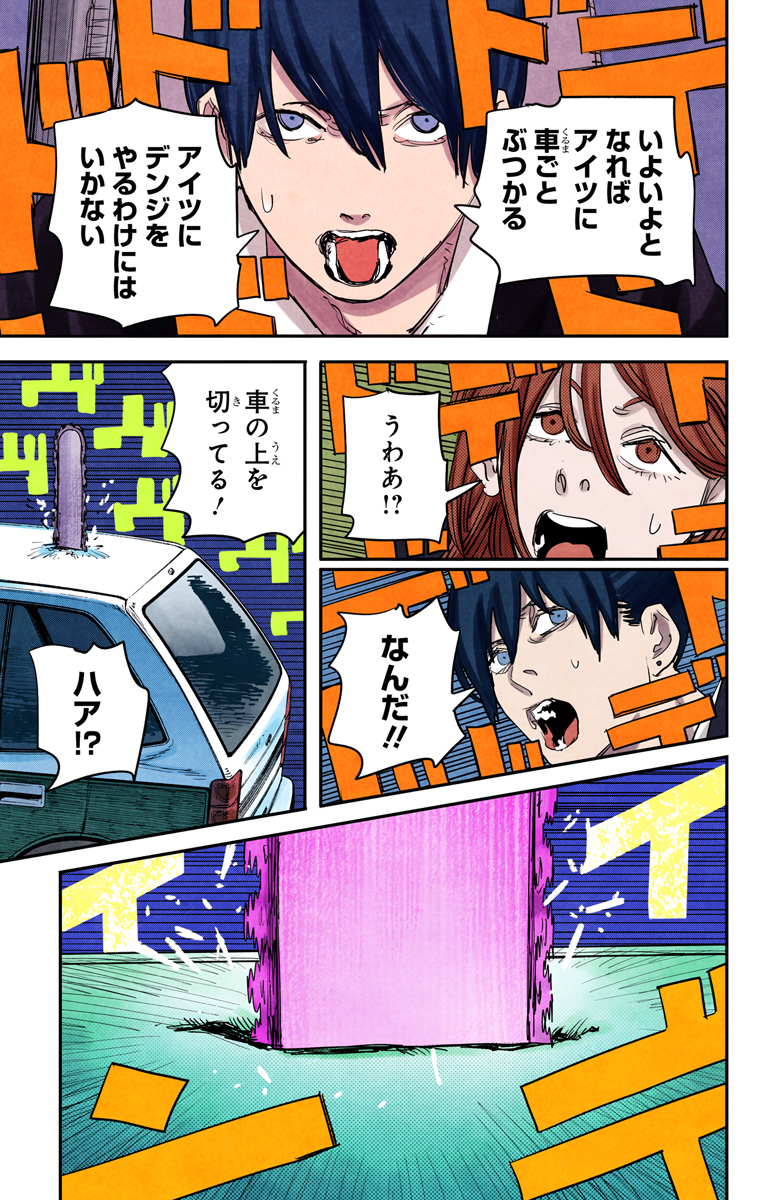 いよいよと
なれば
アイツに
車ごと
ぶつかる
アイツに
デンジを
やるわけには
いかない
うわあ!?
なんだ!!
車の上を
切ってる!
ハア!?